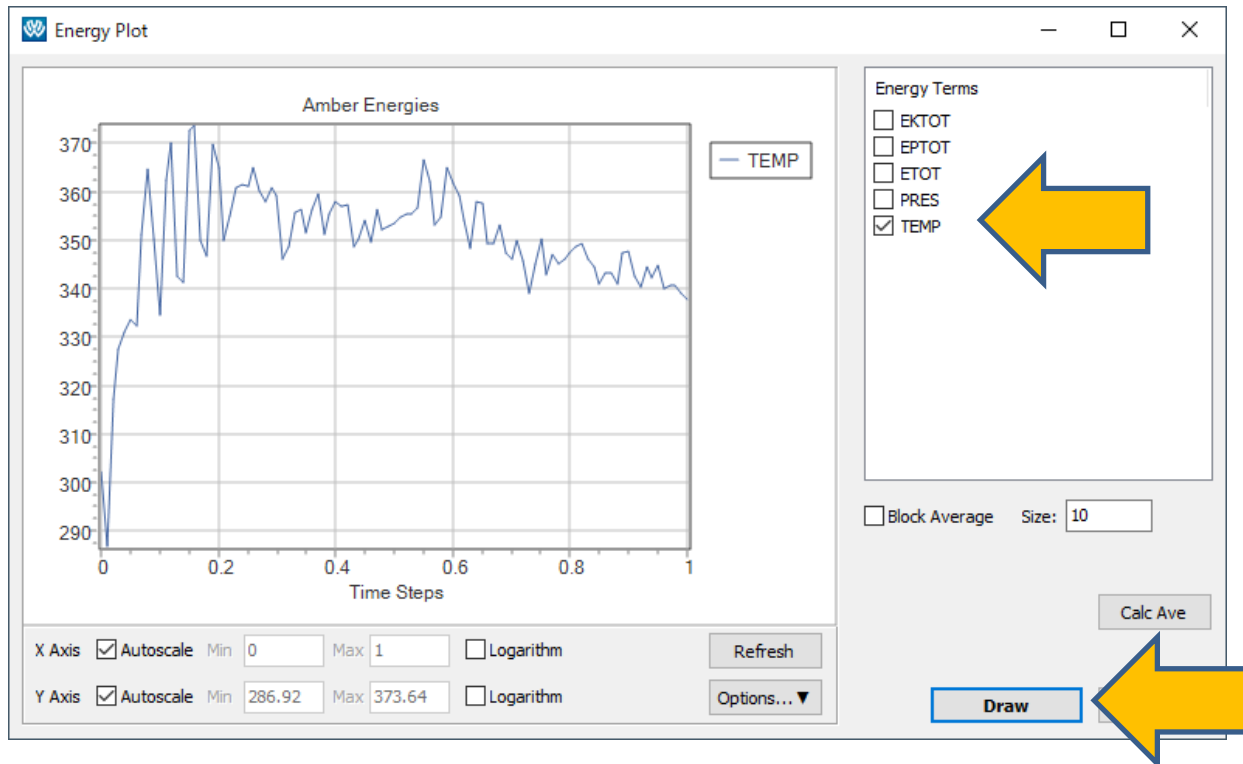 Energy Plot
Amber Energies
370
360
350
340
330
320
310
300
290
0 0.2 0.4 0.6 0.8 1
Time Steps
TEMP
X Axis Autoscale Min 0 Max 1 Logarithm Refresh
Y Axis Autoscale Min 286.92 Max 373.64 Logarithm Options...▼
Energy Terms
EKTOT
EPTOT
ETOT
PRES
TEMP
Block Average Size: 10
Calc Ave
Draw